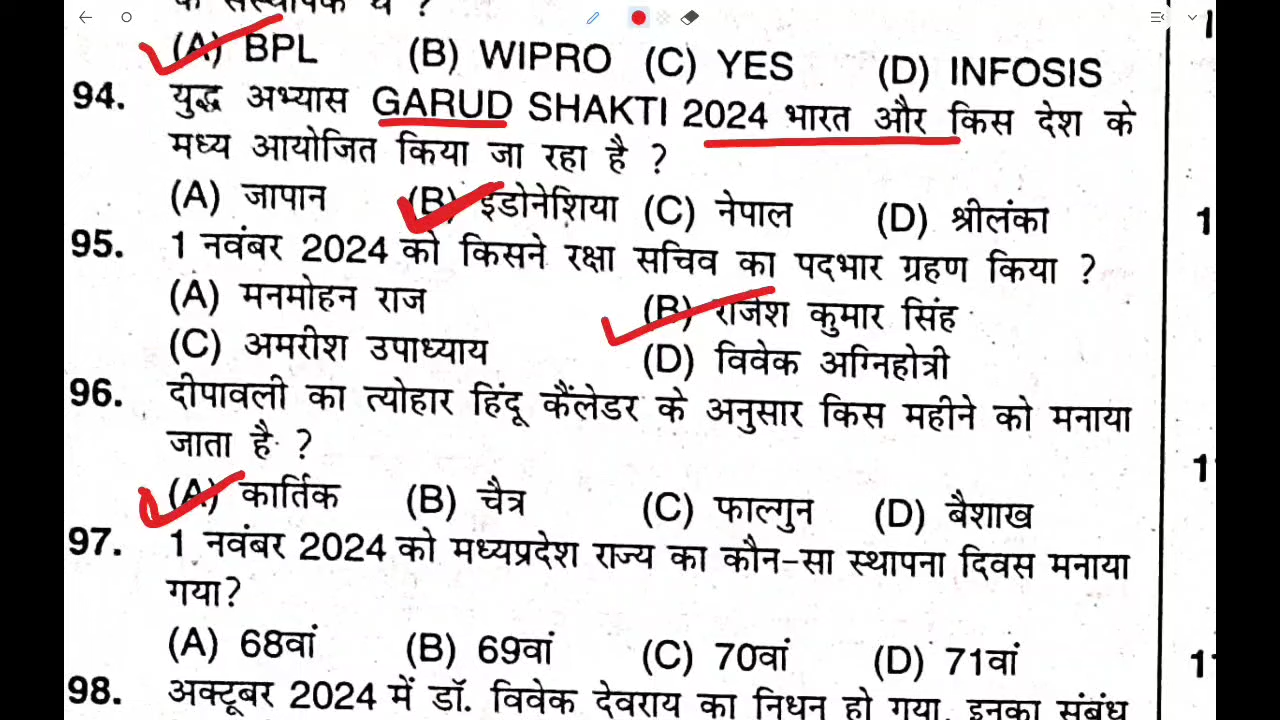 के संस्थापक थे ?
(A) BPL (B) WIPRO (C) YES (D) INFOSIS
94. युद्ध अभ्यास GARUD SHAKTI 2024 भारत और किस देश के
मध्य आयोजित किया जा रहा है ?
(A) जापान (B) इंडोनेशिया (C) नेपाल (D) श्रीलंका
95. 1 नवंबर 2024 को किसने रक्षा सचिव का पदभार ग्रहण किया ?
(A) मनमोहन राज (B) राजेश कुमार सिंह
(C) अमरीश उपाध्याय (D) विवेक अग्निहोत्री
96. दीपावली का त्योहार हिंदू कैंलेडर के अनुसार किस महीने को मनाया
जाता है ?
(A) कार्तिक (B) चैत्र (C) फाल्गुन (D) बैशाख
97. 1 नवंबर 2024 को मध्यप्रदेश राज्य का कौन-सा स्थापना दिवस मनाया
गया?
(A) 68वां (B) 69वां (C) 70वां (D) 71वां
98. अक्टूबर 2024 में डॉ. विवेक देवराय का निधन हो गया, इनका संबंध